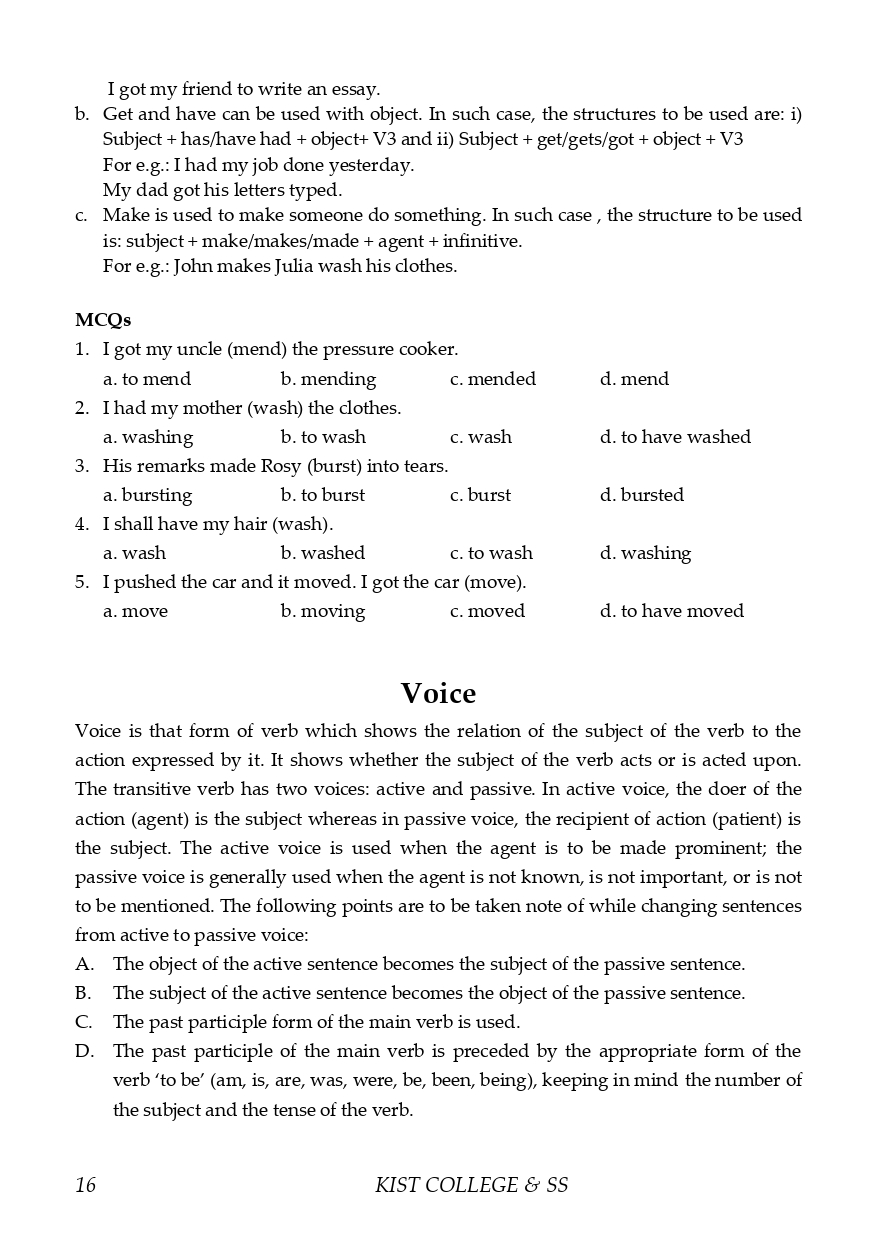 I got my friend to write an essay.
b. Get and have can be used with object. In such case, the structures to be used are: i)
Subject + has/have had + object+ V3 and ii) Subject + get/gets/got + object + V3
For e.g.: I had my job done yesterday.
My dad got his letters typed.
c. Make is used to make someone do something. In such case , the structure to be used
is: subject + make/makes/made + agent + infinitive.
For e.g.: John makes Julia wash his clothes.
MCQs
1. I got my uncle (mend) the pressure cooker.
a. to mend b. mending c. mended d. mend
2. I had my mother (wash) the clothes.
a. washing b. to wash c. wash d. to have washed
3. His remarks made Rosy (burst) into tears.
a. bursting b. to burst c. burst d. bursted
4. I shall have my hair (wash).
a. wash b. washed c. to wash d. washing
5. I pushed the car and it moved. I got the car (move).
a. move b. moving c. moved d. to have moved
Voice
Voice is that form of verb which shows the relation of the subject of the verb to the
action expressed by it. It shows whether the subject of the verb acts or is acted upon.
The transitive verb has two voices: active and passive. In active voice, the doer of the
action (agent) is the subject whereas in passive voice, the recipient of action (patient) is
the subject. The active voice is used when the agent is to be made prominent; the
passive voice is generally used when the agent is not known, is not important, or is not
to be mentioned. The following points are to be taken note of while changing sentences
from active to passive voice:
A. The object of the active sentence becomes the subject of the passive sentence.
B. The subject of the active sentence becomes the object of the passive sentence.
C. The past participle form of the main verb is used.
D. The past participle of the main verb is preceded by the appropriate form of the
verb ‘to be’ (am, is, are, was, were, be, been, being), keeping in mind the number of
the subject and the tense of the verb.
16 KIST COLLEGE & SS